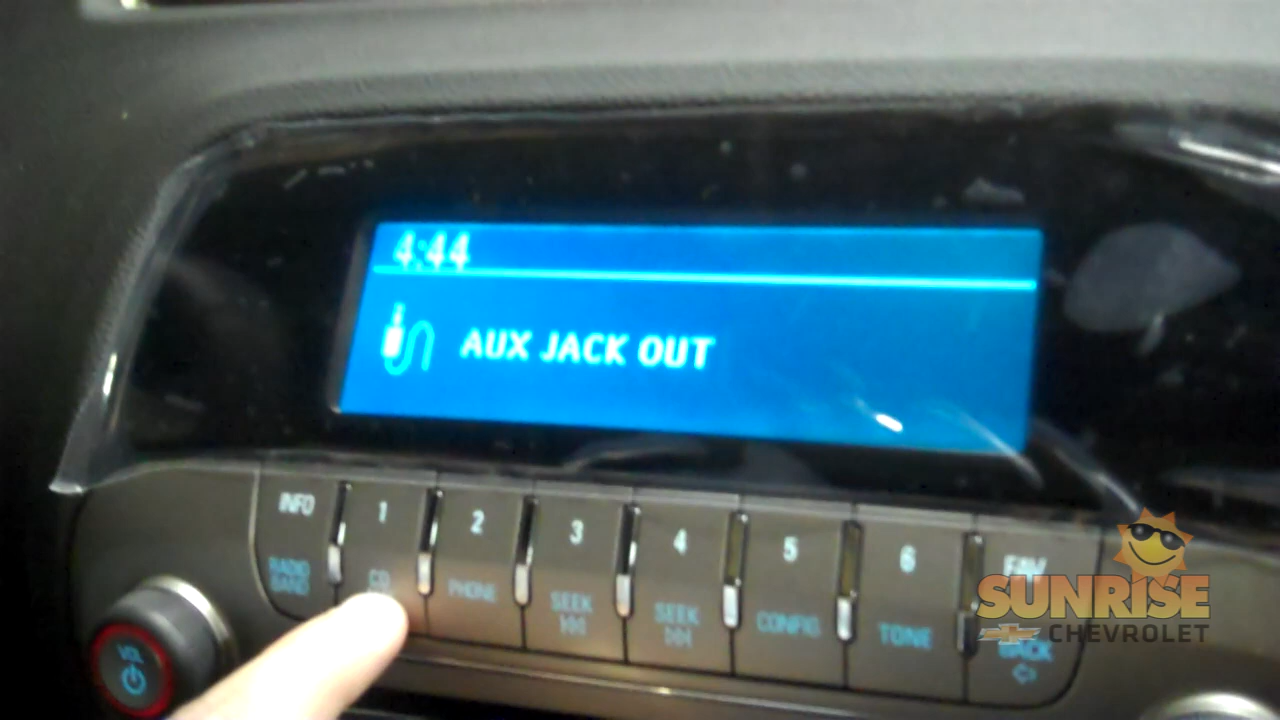 4:44
AUX JACK OUT
INFO 1 2 3 4 5 6 FAV
RADIO BAND CD PHONE SEEK SEEK CONFIG TONE BACK
VOL
SUNRISE
CHEVROLET